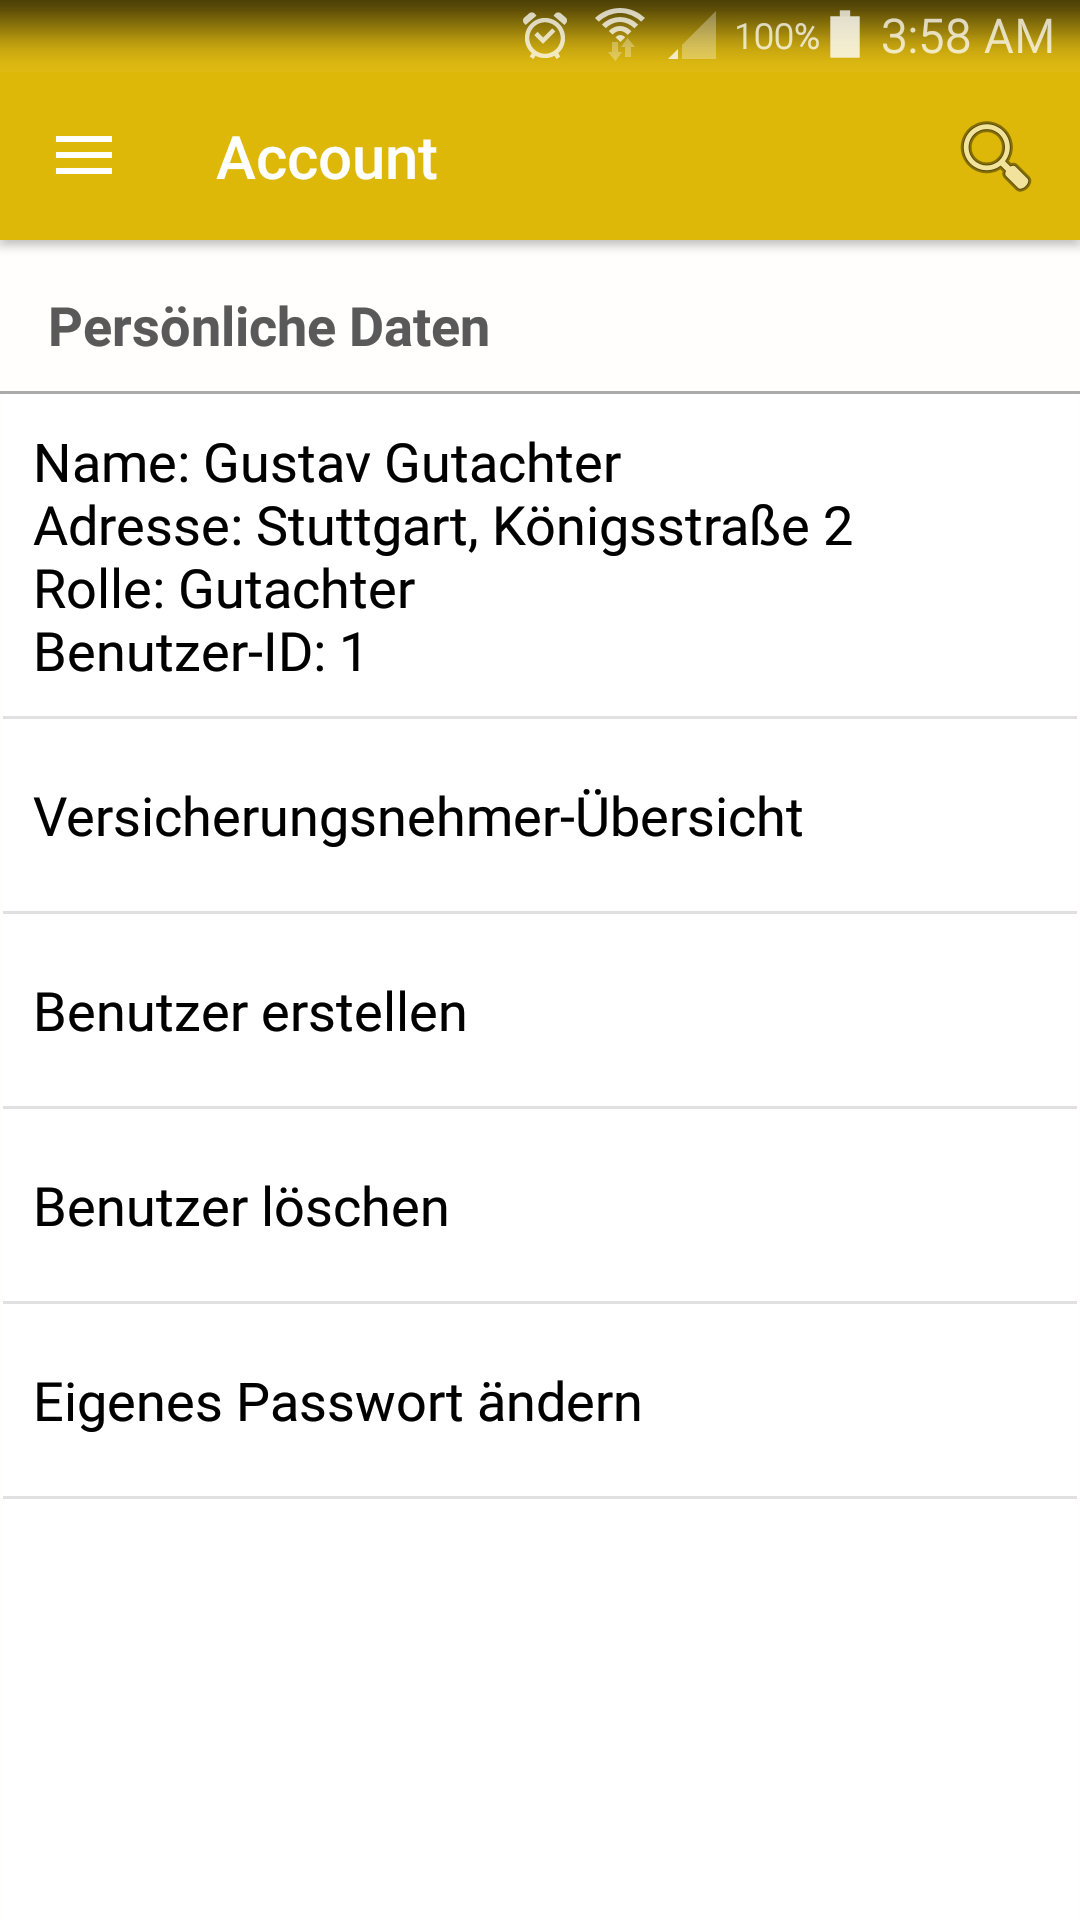 100% 3:58 AM
Account
Persönliche Daten
Name: Gustav Gutachter
Adresse: Stuttgart, Königsstraße 2
Rolle: Gutachter
Benutzer-ID: 1
Versicherungsnehmer-Übersicht
Benutzer erstellen
Benutzer löschen
Eigenes Passwort ändern